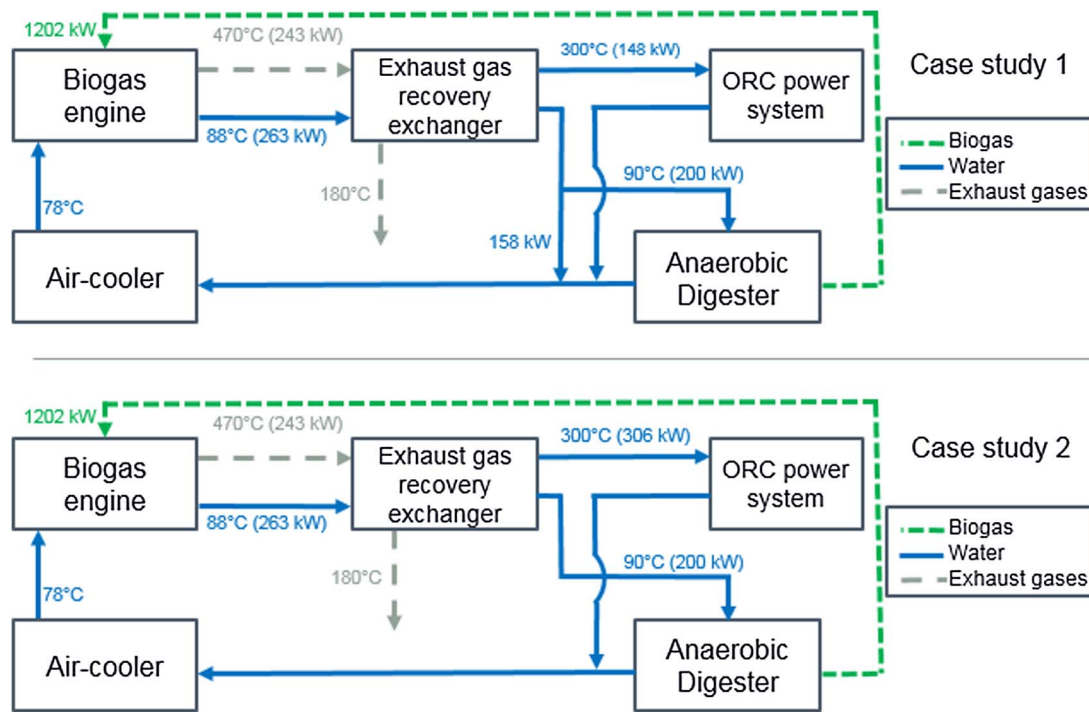 1202 kW
470°C (243 kW)
Biogas
engine
88°C (263 kW)
Exhaust gas
recovery
exchanger
300°C (148 kW)
ORC power
system
Case study 1
Biogas
Water
Exhaust gases
180°C
90°C (200 kW)
78°C
158 kW
Air-cooler
Anaerobic
Digester
1202 kW
470°C (243 kW)
Biogas
engine
88°C (263 kW)
Exhaust gas
recovery
exchanger
300°C (306 kW)
ORC power
system
Case study 2
Biogas
Water
Exhaust gases
180°C
90°C (200 kW)
78°C
Air-cooler
Anaerobic
Digester